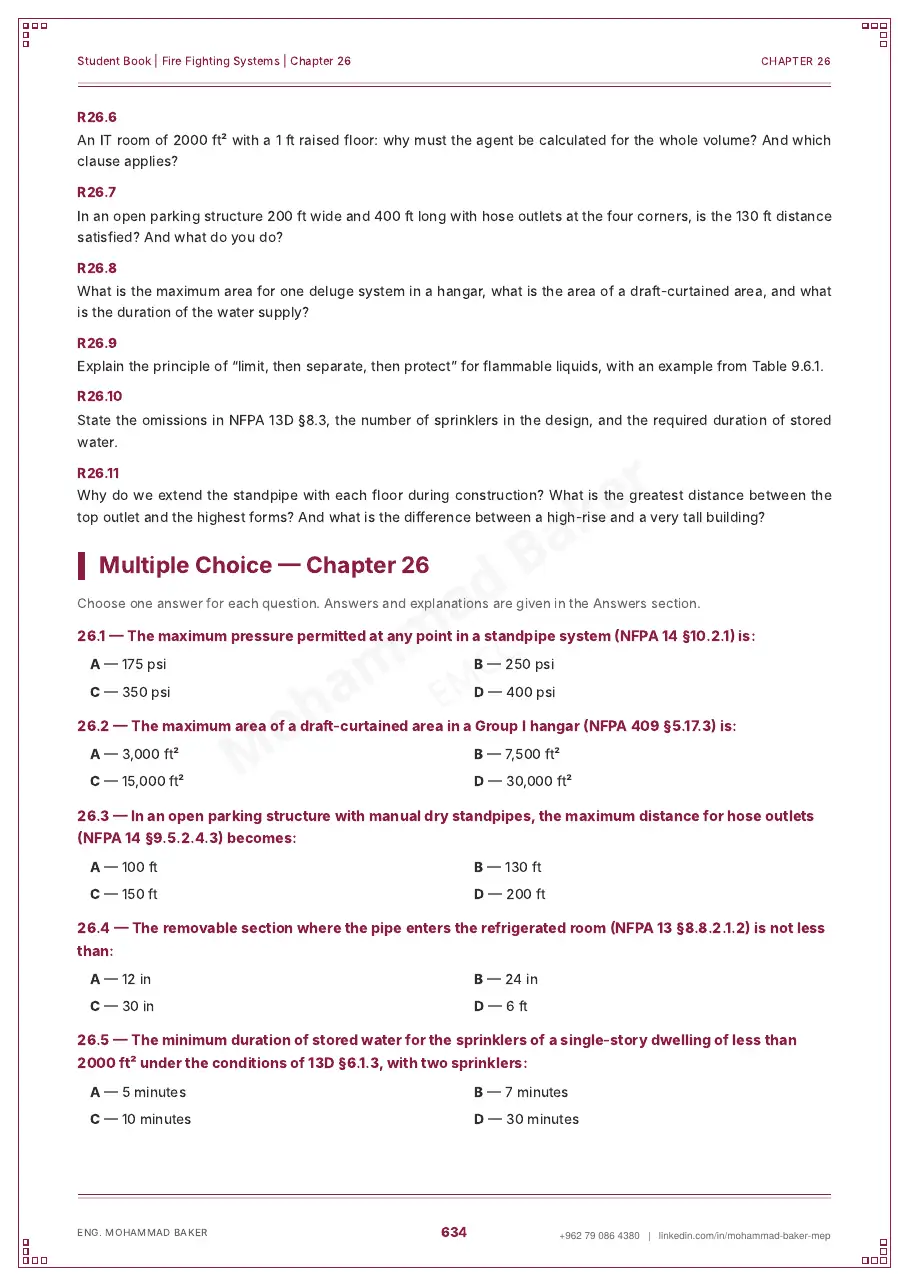 Student Book | Fire Fighting Systems | Chapter 26
CHAPTER 26
R26.6
An IT room of 2000 ft² with a 1 ft raised floor: why must the agent be calculated for the whole volume? And which
clause applies?
R26.7
In an open parking structure 200 ft wide and 400 ft long with hose outlets at the four corners, is the 130 ft distance
satisfied? And what do you do?
R26.8
What is the maximum area for one deluge system in a hangar, what is the area of a draft-curtained area, and what
is the duration of the water supply?
R26.9
Explain the principle of “limit, then separate, then protect” for flammable liquids, with an example from Table 9.6.1.
R26.10
State the omissions in NFPA 13D §8.3, the number of sprinklers in the design, and the required duration of stored
water.
R26.11
Why do we extend the standpipe with each floor during construction? What is the greatest distance between the
top outlet and the highest forms? And what is the difference between a high-rise and a very tall building?
Multiple Choice — Chapter 26
Choose one answer for each question. Answers and explanations are given in the Answers section.
26.1 — The maximum pressure permitted at any point in a standpipe system (NFPA 14 §10.2.1) is:
A — 175 psi
B — 250 psi
C — 350 psi
D — 400 psi
26.2 — The maximum area of a draft-curtained area in a Group I hangar (NFPA 409 §5.17.3) is:
A — 3,000 ft²
B — 7,500 ft²
C — 15,000 ft²
D — 30,000 ft²
26.3 — In an open parking structure with manual dry standpipes, the maximum distance for hose outlets
(NFPA 14 §9.5.2.4.3) becomes:
A — 100 ft
B — 130 ft
C — 150 ft
D — 200 ft
26.4 — The removable section where the pipe enters the refrigerated room (NFPA 13 §8.8.2.1.2) is not less
than:
A — 12 in
B — 24 in
C — 30 in
D — 6 ft
26.5 — The minimum duration of stored water for the sprinklers of a single-story dwelling of less than
2000 ft² under the conditions of 13D §6.1.3, with two sprinklers:
A — 5 minutes
B — 7 minutes
C — 10 minutes
D — 30 minutes
Mohammad Baker
ENG. MOHAMMAD BAKER
634
+962 79 086 4380 | linkedin.com/in/mohammad-baker-mep